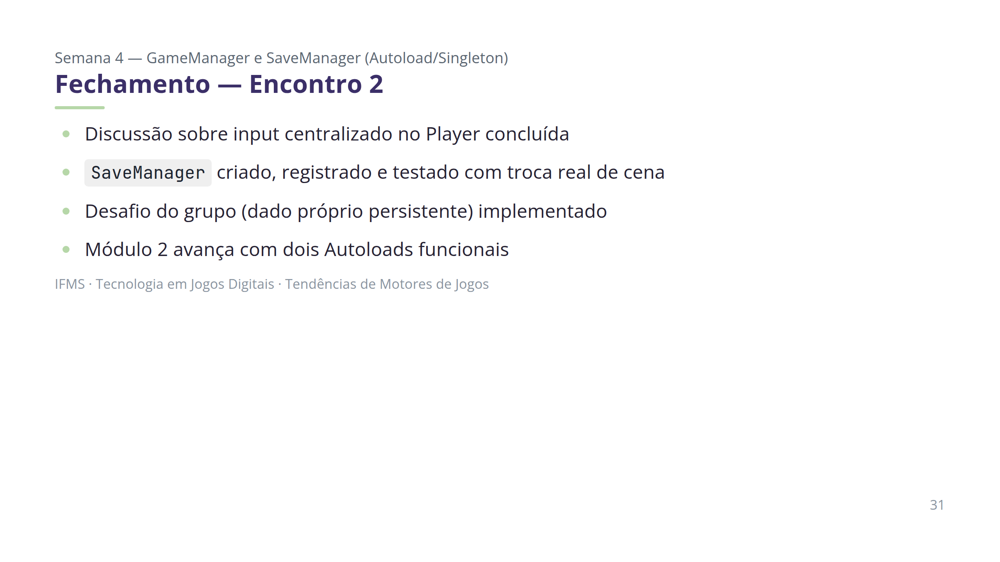 Semana 4 — GameManager e SaveManager (Autoload/Singleton)
Fechamento — Encontro 2
Discussão sobre input centralizado no Player concluída
SaveManager criado, registrado e testado com troca real de cena
Desafio do grupo (dado próprio persistente) implementado
Módulo 2 avança com dois Autoloads funcionais
IFMS · Tecnologia em Jogos Digitais · Tendências de Motores de Jogos
31